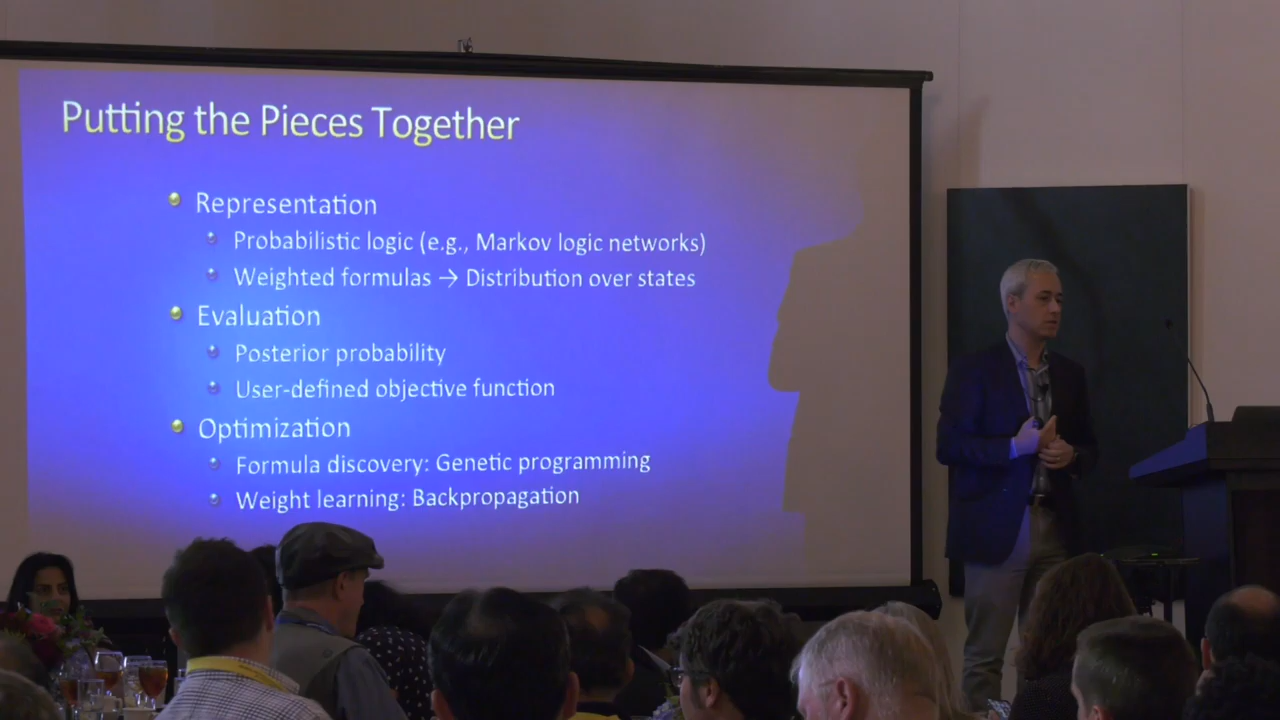 Putting the Pieces Together
Representation
Probabilistic logic (e.g., Markov logic networks)
Weighted formulas → Distribution over states
Evaluation
Posterior probability
User-defined objective function
Optimization
Formula discovery: Genetic programming
Weight learning: Backpropagation